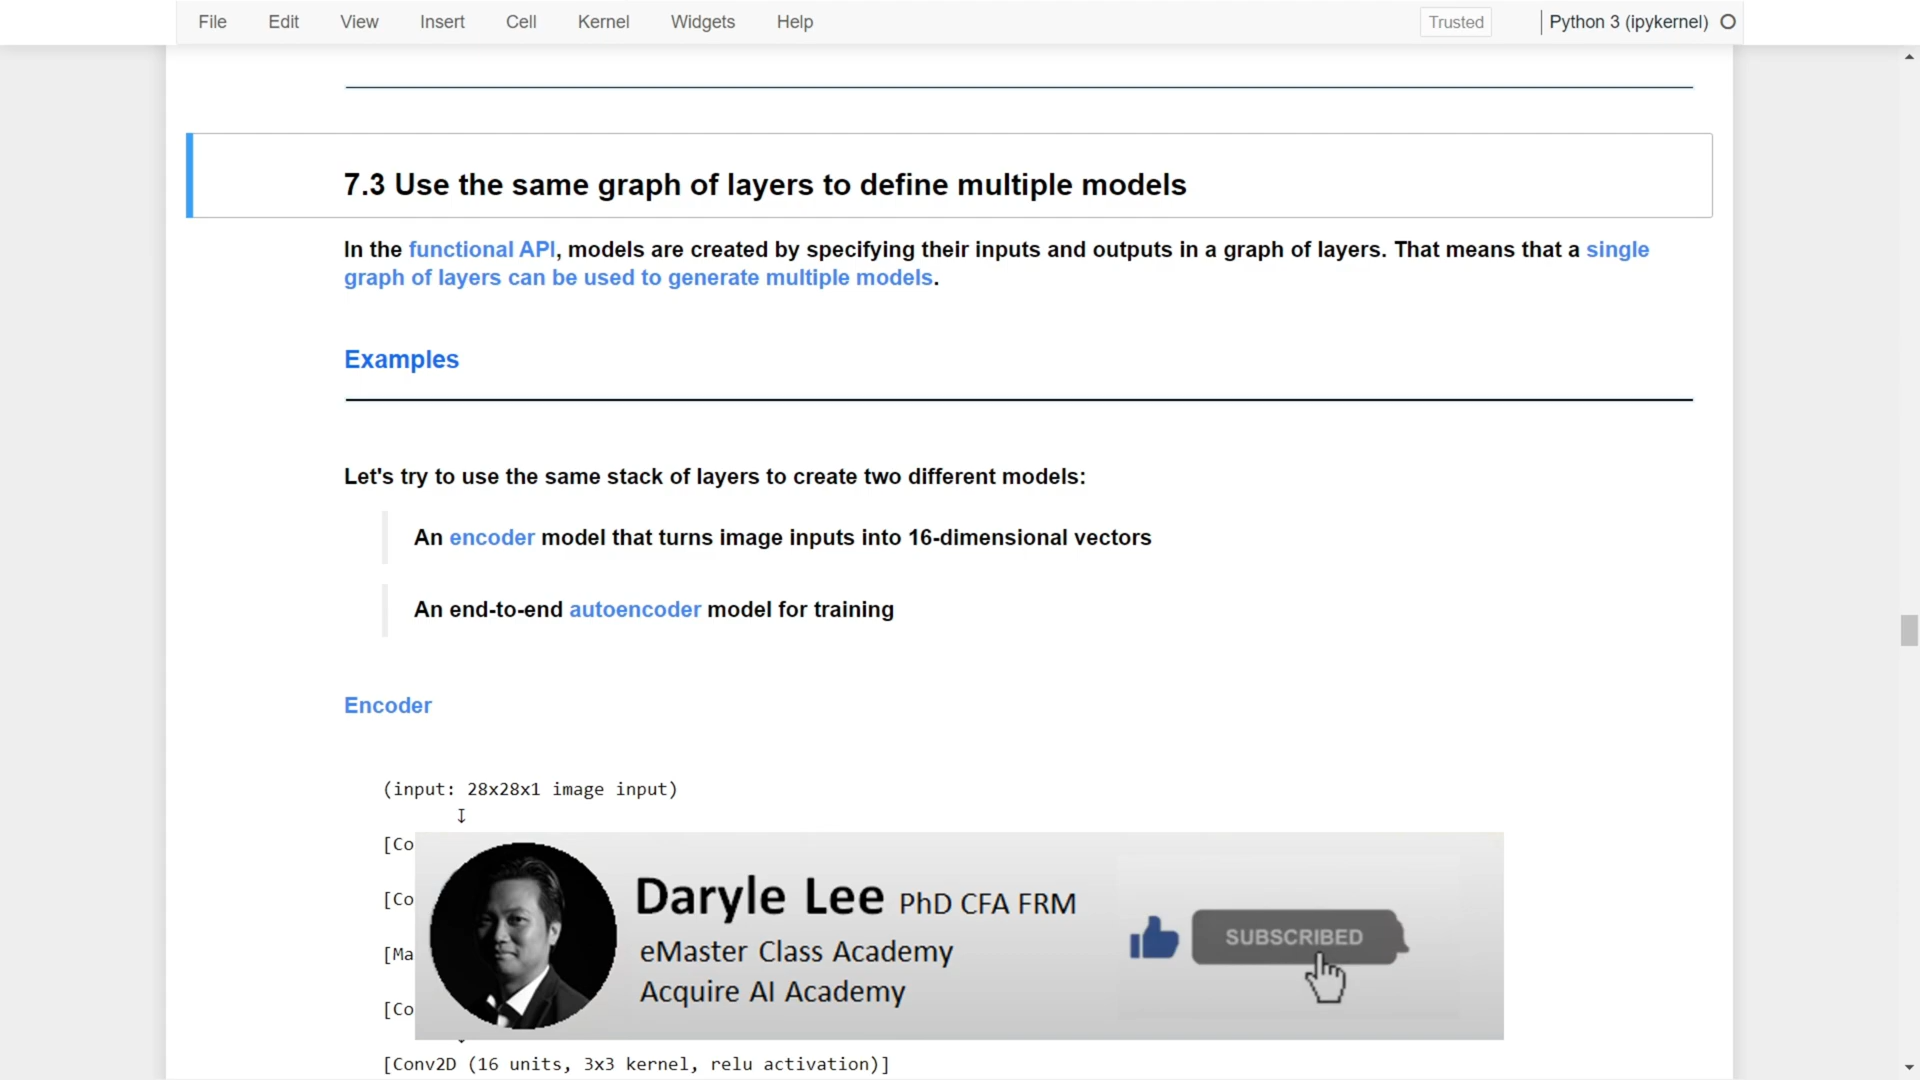 File Edit View Insert Cell Kernel Widgets Help Trusted Python 3 (ipykernel)
7.3 Use the same graph of layers to define multiple models
In the functional API, models are created by specifying their inputs and outputs in a graph of layers. That means that a single
graph of layers can be used to generate multiple models.
Examples
Let's try to use the same stack of layers to create two different models:
An encoder model that turns image inputs into 16-dimensional vectors
An end-to-end autoencoder model for training
Encoder
(input: 28x28x1 image input)
[Co
[Co
[Ma
[Co
Daryle Lee PhD CFA FRM
eMaster Class Academy
Acquire AI Academy
SUBSCRIBED
[Conv2D (16 units, 3x3 kernel, relu activation)]